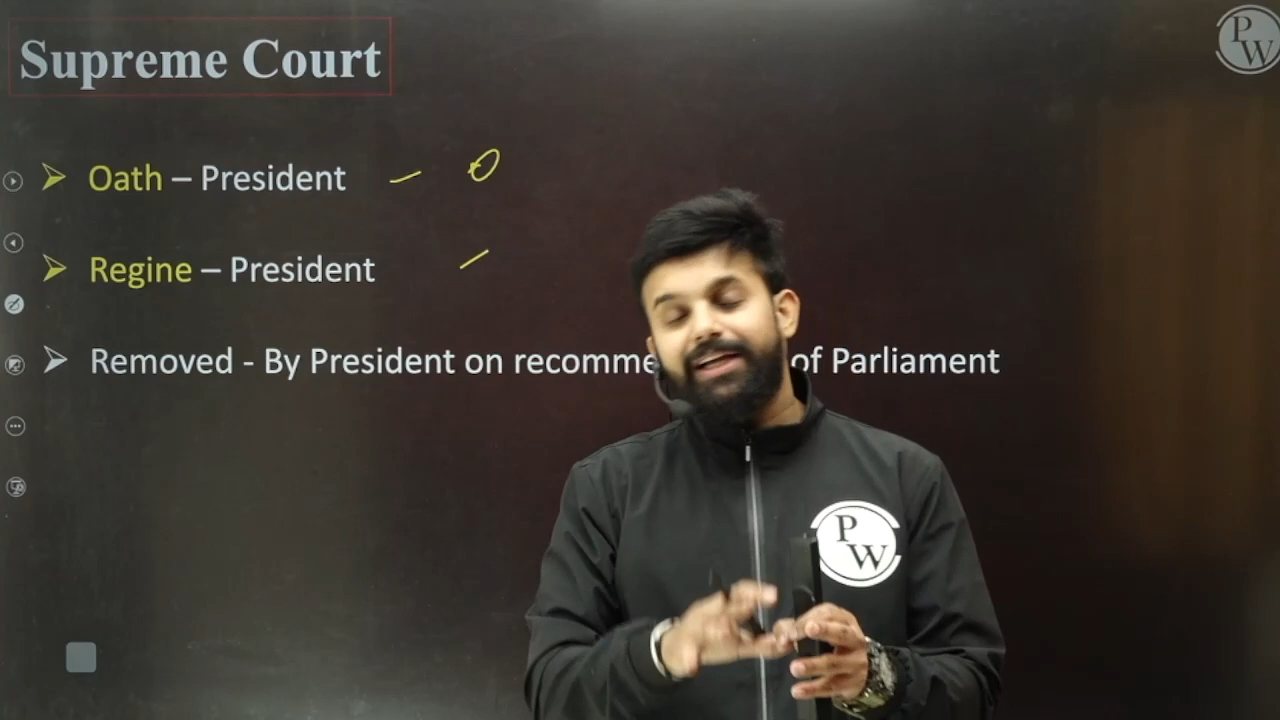 Supreme Court
PW
Oath – President
Regine – President
Removed - By President on recomme of Parliament
PW